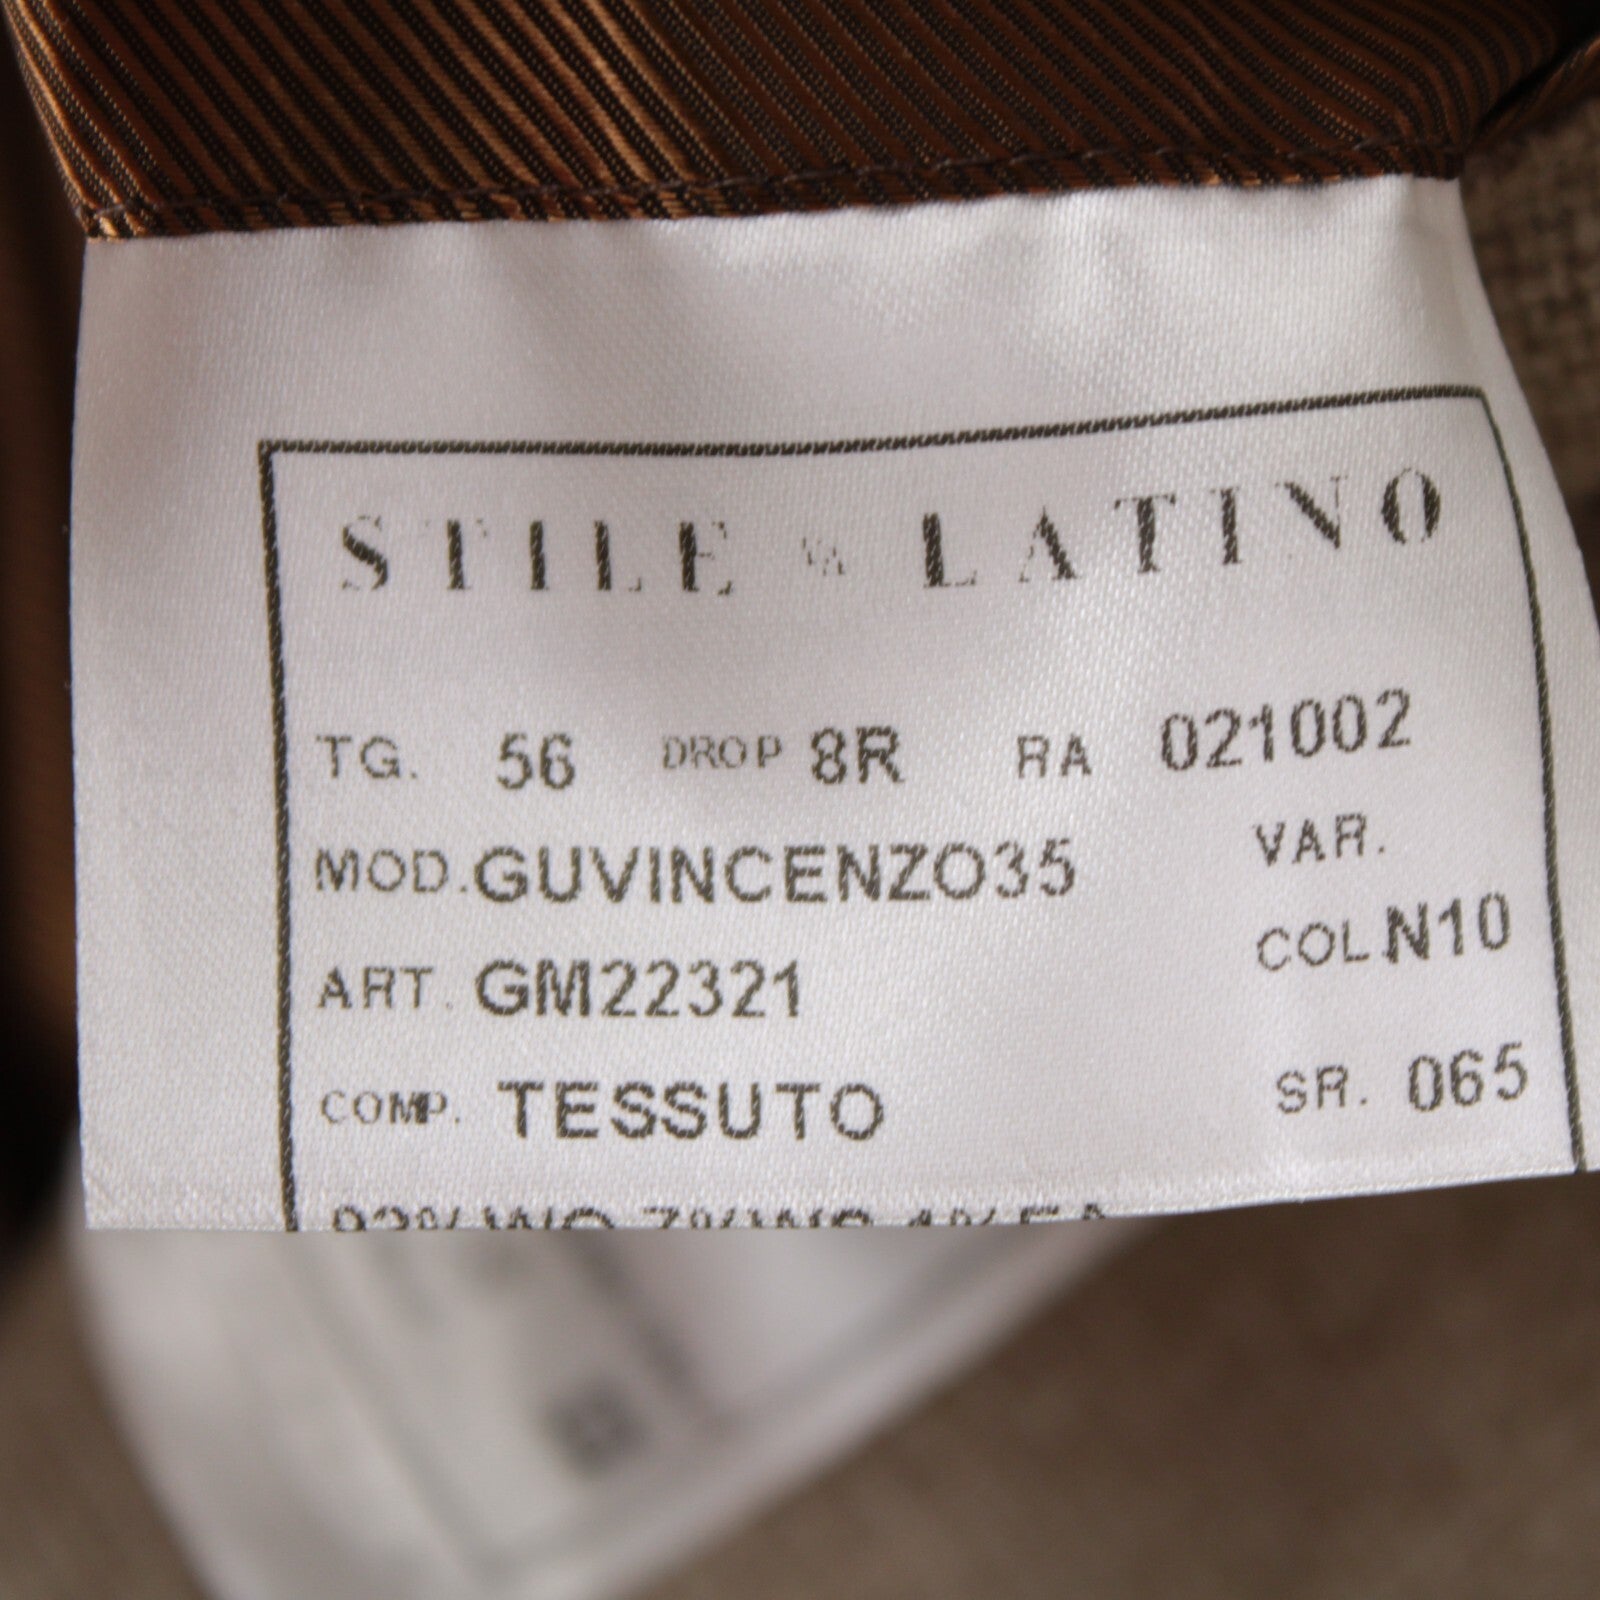 STILE LATINO
TG. 56 DROP 8R RA 021002
MOD. GUVINCENZO35 VAR.
ART. GM22321 COL N10
COMP. TESSUTO SR. 065